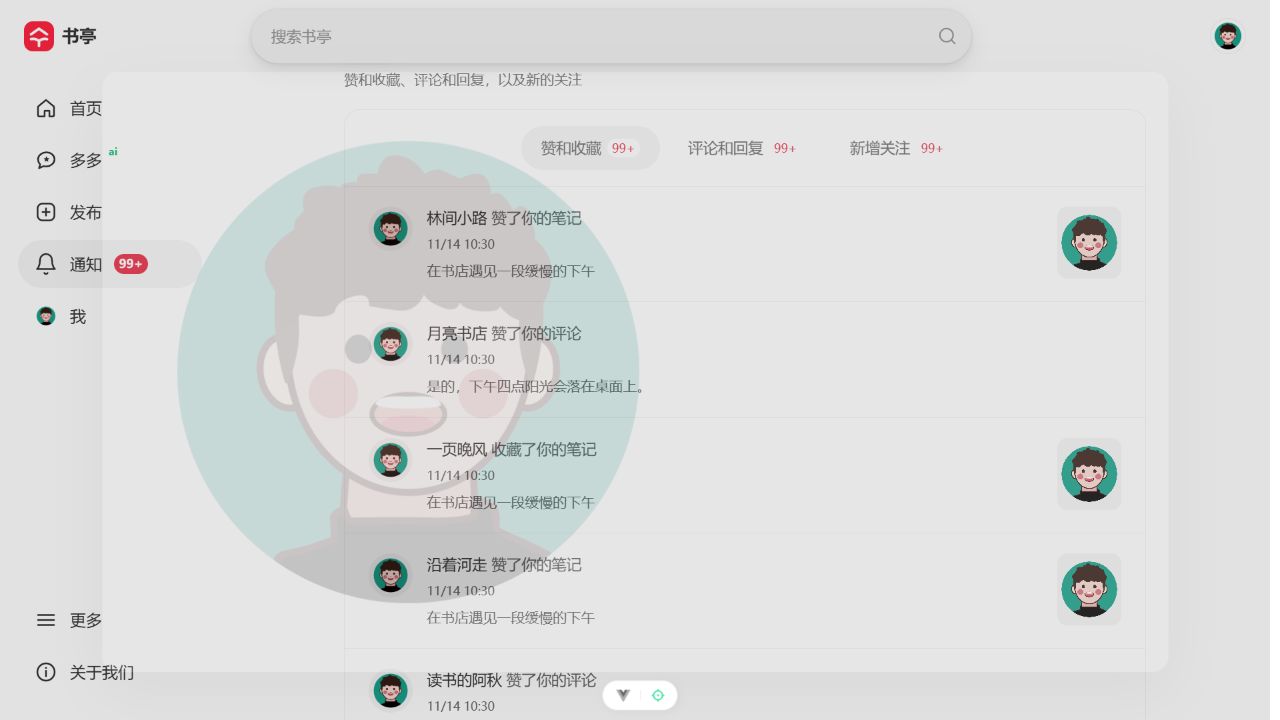 书亭
搜索书亭
首页
多多 ai
发布
通知 99+
我
更多
关于我们
赞和收藏、评论和回复，以及新的关注
赞和收藏 99+ 评论和回复 99+ 新增关注 99+
林间小路 赞了你的笔记
11/14 10:30
在书店遇见一段缓慢的下午
月亮书店 赞了你的评论
11/14 10:30
是的，下午四点阳光会落在桌面上。
一页晚风 收藏了你的笔记
11/14 10:30
在书店遇见一段缓慢的下午
沿着河走 赞了你的笔记
11/14 10:30
在书店遇见一段缓慢的下午
读书的阿秋 赞了你的评论
11/14 10:30